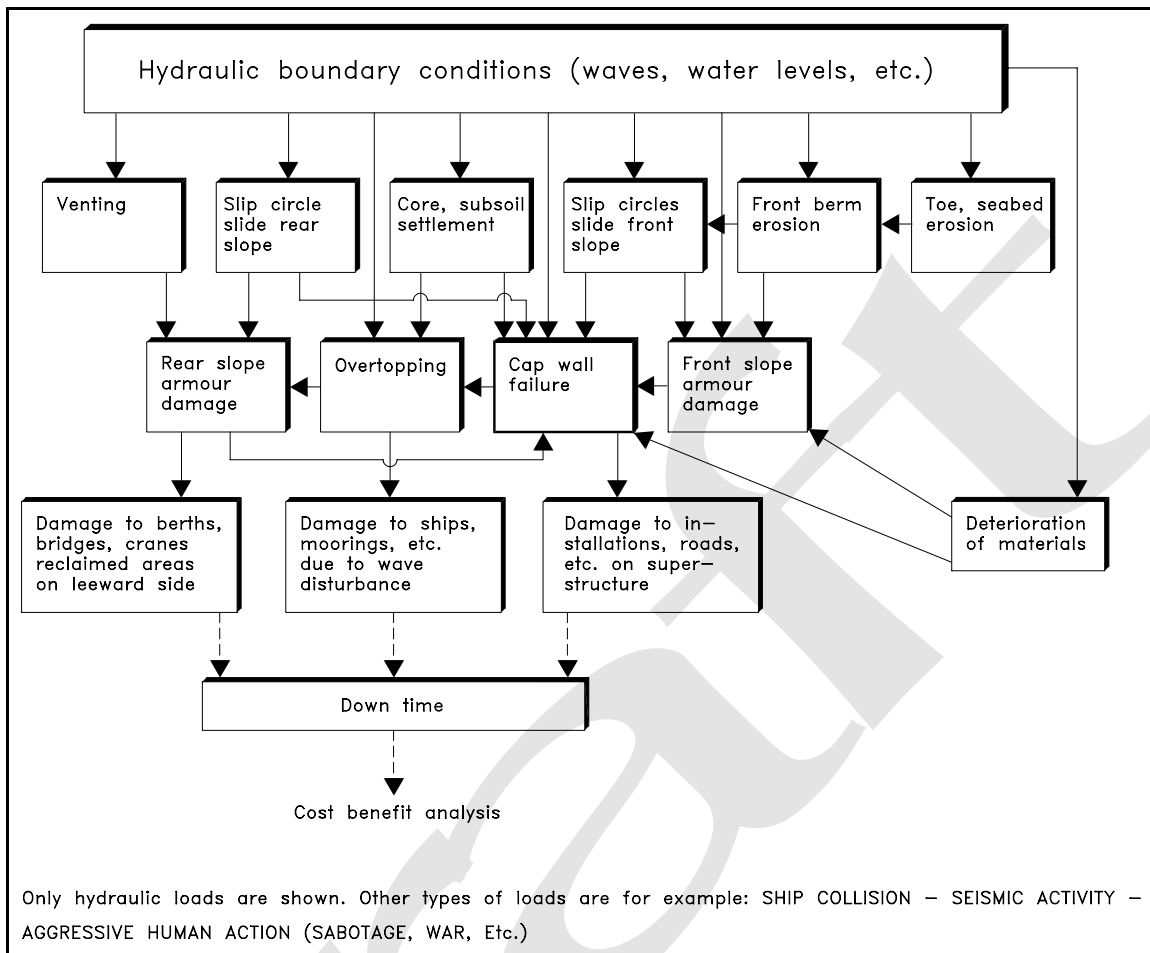 Hydraulic boundary conditions (waves, water levels, etc.)
Venting
Slip circle
slide rear
slope
Core, subsoil
settlement
Slip circles
slide front
slope
Front berm
erosion
Toe, seabed
erosion
Rear slope
armour
damage
Overtopping
Cap wall
failure
Front slope
armour
damage
Damage to berths,
bridges, cranes
reclaimed areas
on leeward side
Damage to ships,
moorings, etc.
due to wave
disturbance
Damage to in-
stallations, roads,
etc. on super-
structure
Deterioration
of materials
Down time
Cost benefit analysis
Only hydraulic loads are shown. Other types of loads are for example: SHIP COLLISION – SEISMIC ACTIVITY –
AGGRESSIVE HUMAN ACTION (SABOTAGE, WAR, Etc.)